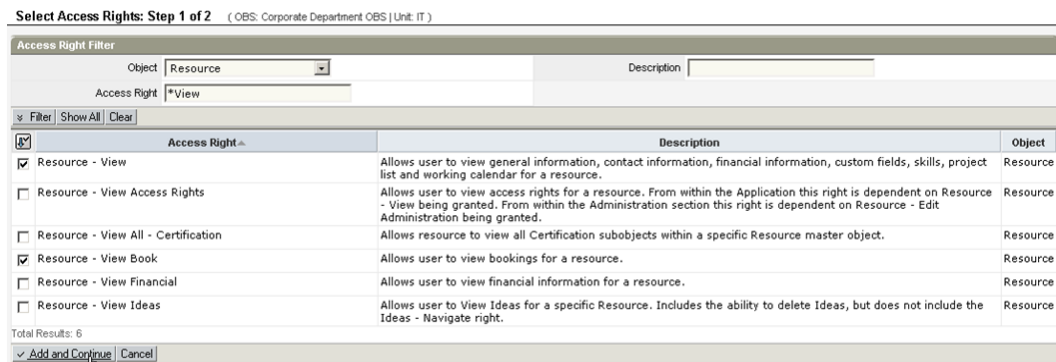 Select Access Rights: Step 1 of 2 ( OBS: Corporate Department OBS | Unit: IT )
Access Right Filter
Object Resource Description
Access Right *View
Filter Show All Clear
Access Right Description Object
Resource - View Allows user to view general information, contact information, financial information, custom fields, skills, project Resource
list and working calendar for a resource.
Resource - View Access Rights Allows user to view access rights for a resource. From within the Application this right is dependent on Resource Resource
- View being granted. From within the Administration section this right is dependent on Resource - Edit
Administration being granted.
Resource - View All - Certification Allows resource to view all Certification subobjects within a specific Resource master object. Resource
Resource - View Book Allows user to view bookings for a resource. Resource
Resource - View Financial Allows user to view financial information for a resource. Resource
Resource - View Ideas Allows user to View Ideas for a specific Resource. Includes the ability to delete Ideas, but does not include the Resource
Ideas - Navigate right.
Total Results: 6
Add and Continue Cancel